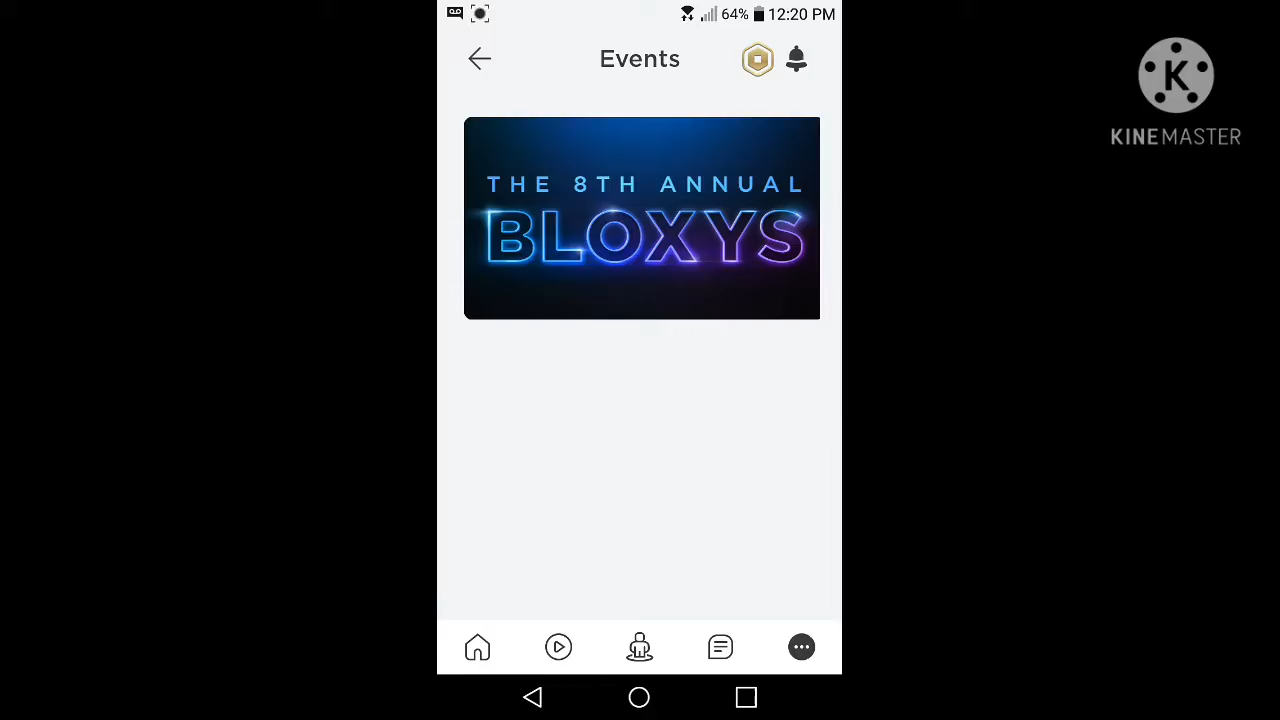 64% 12:20 PM
Events
KINEMASTER
THE 8TH ANNUAL
BLOXYS